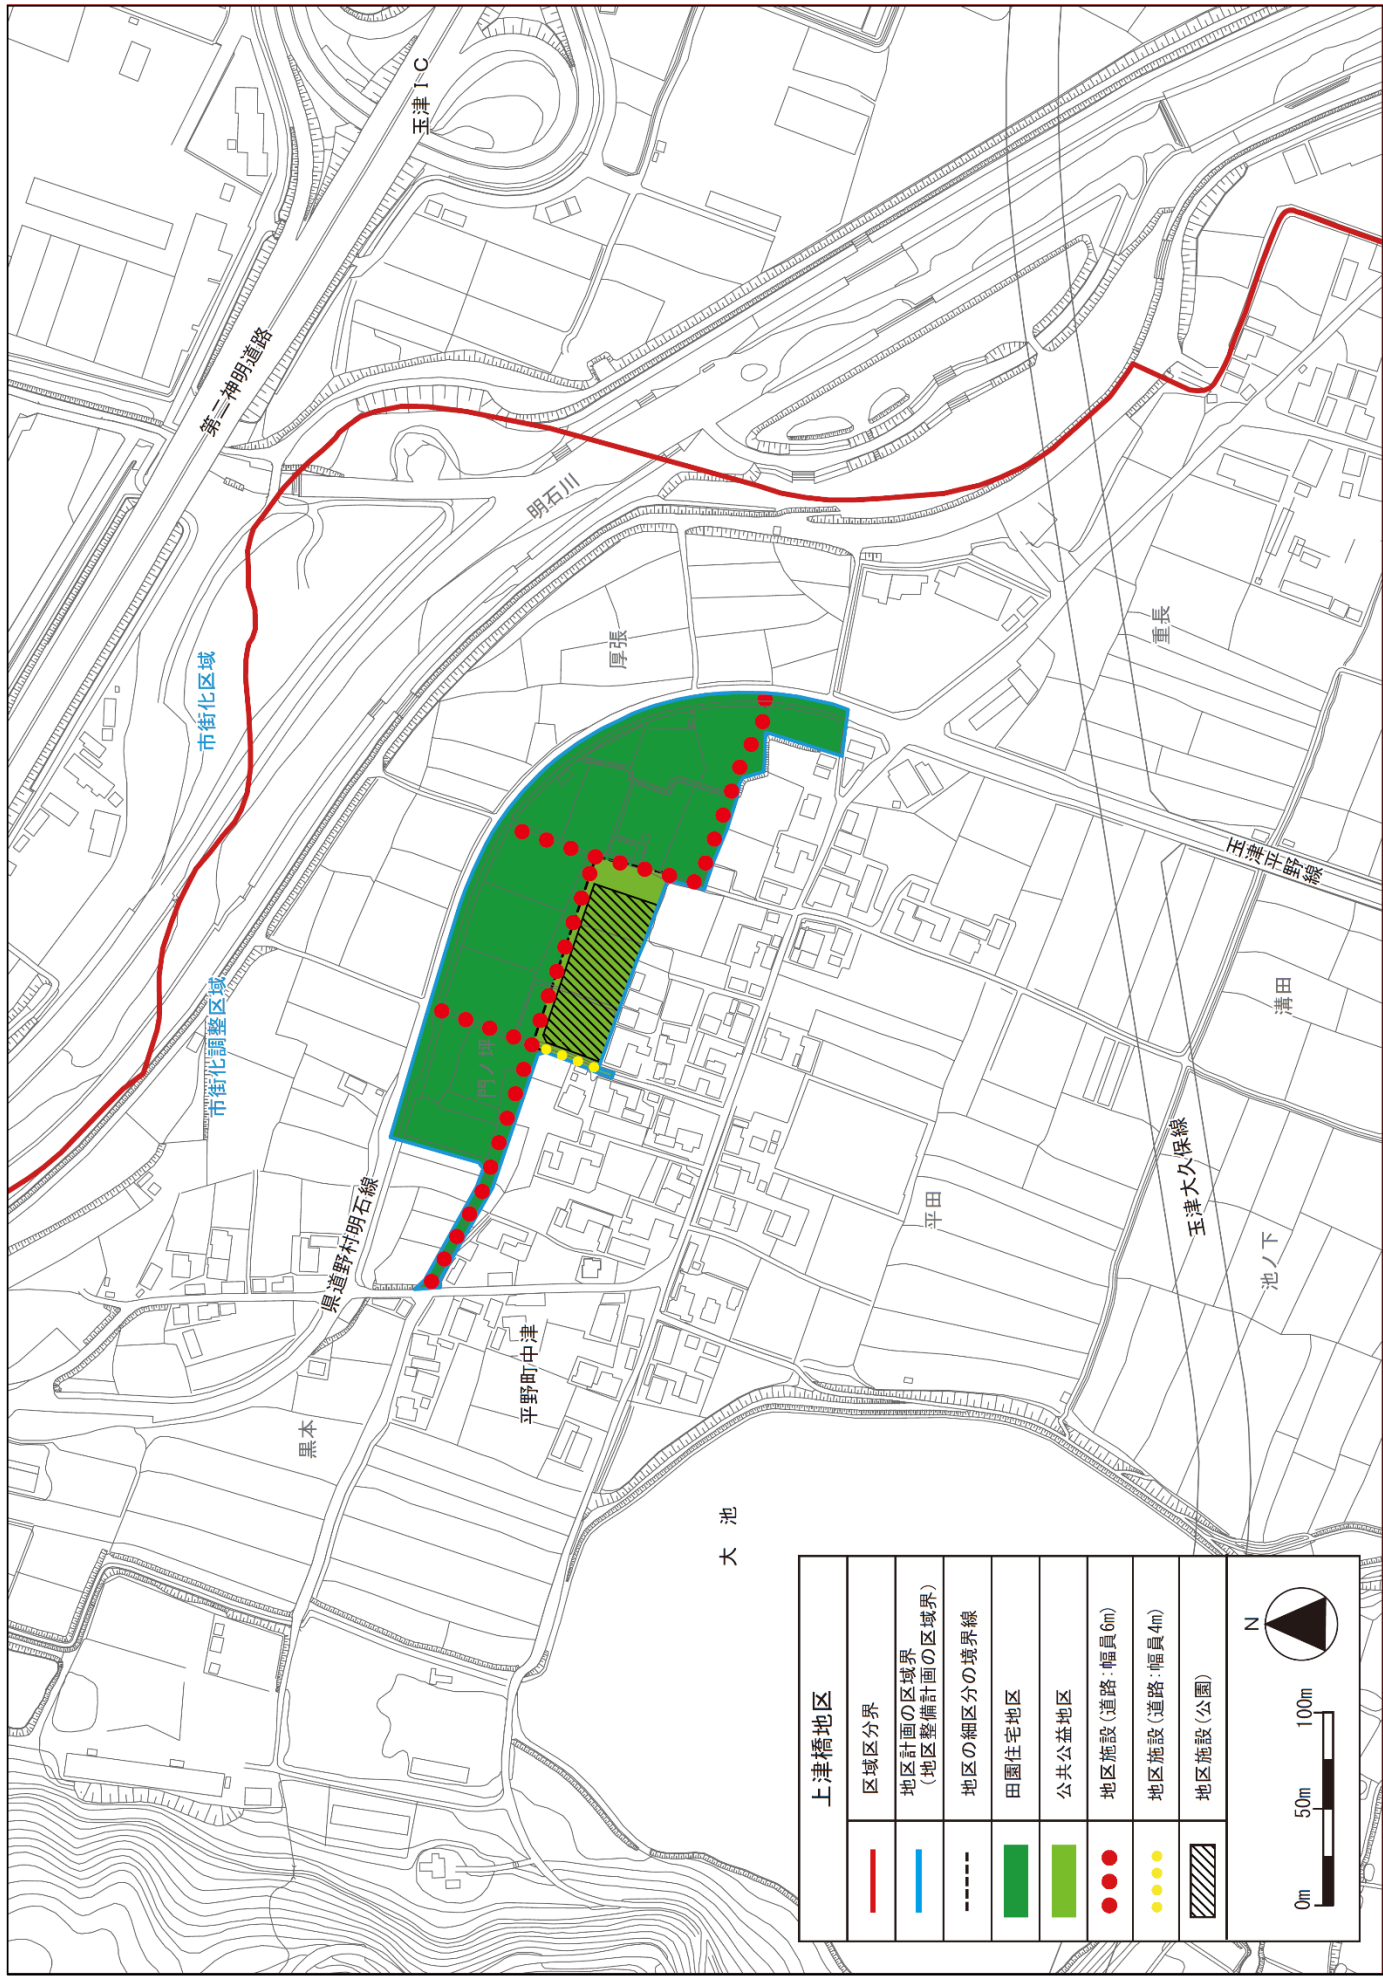 玉津IC
第二神明道路
明石川
市街化区域
市街化調整区域
厚張
重長
門ノ坪
県道野村明石線
玉津平野線
溝田
平田
玉津大久保線
池ノ下
平野町中津
黒本
大池
上津橋地区
区域区分界
地区計画の区域界
(地区整備計画の区域界)
地区の細区分の境界線
田園住宅地区
公共公益地区
地区施設(道路:幅員6m)
地区施設(道路:幅員4m)
地区施設(公園)
N
0m 50m 100m